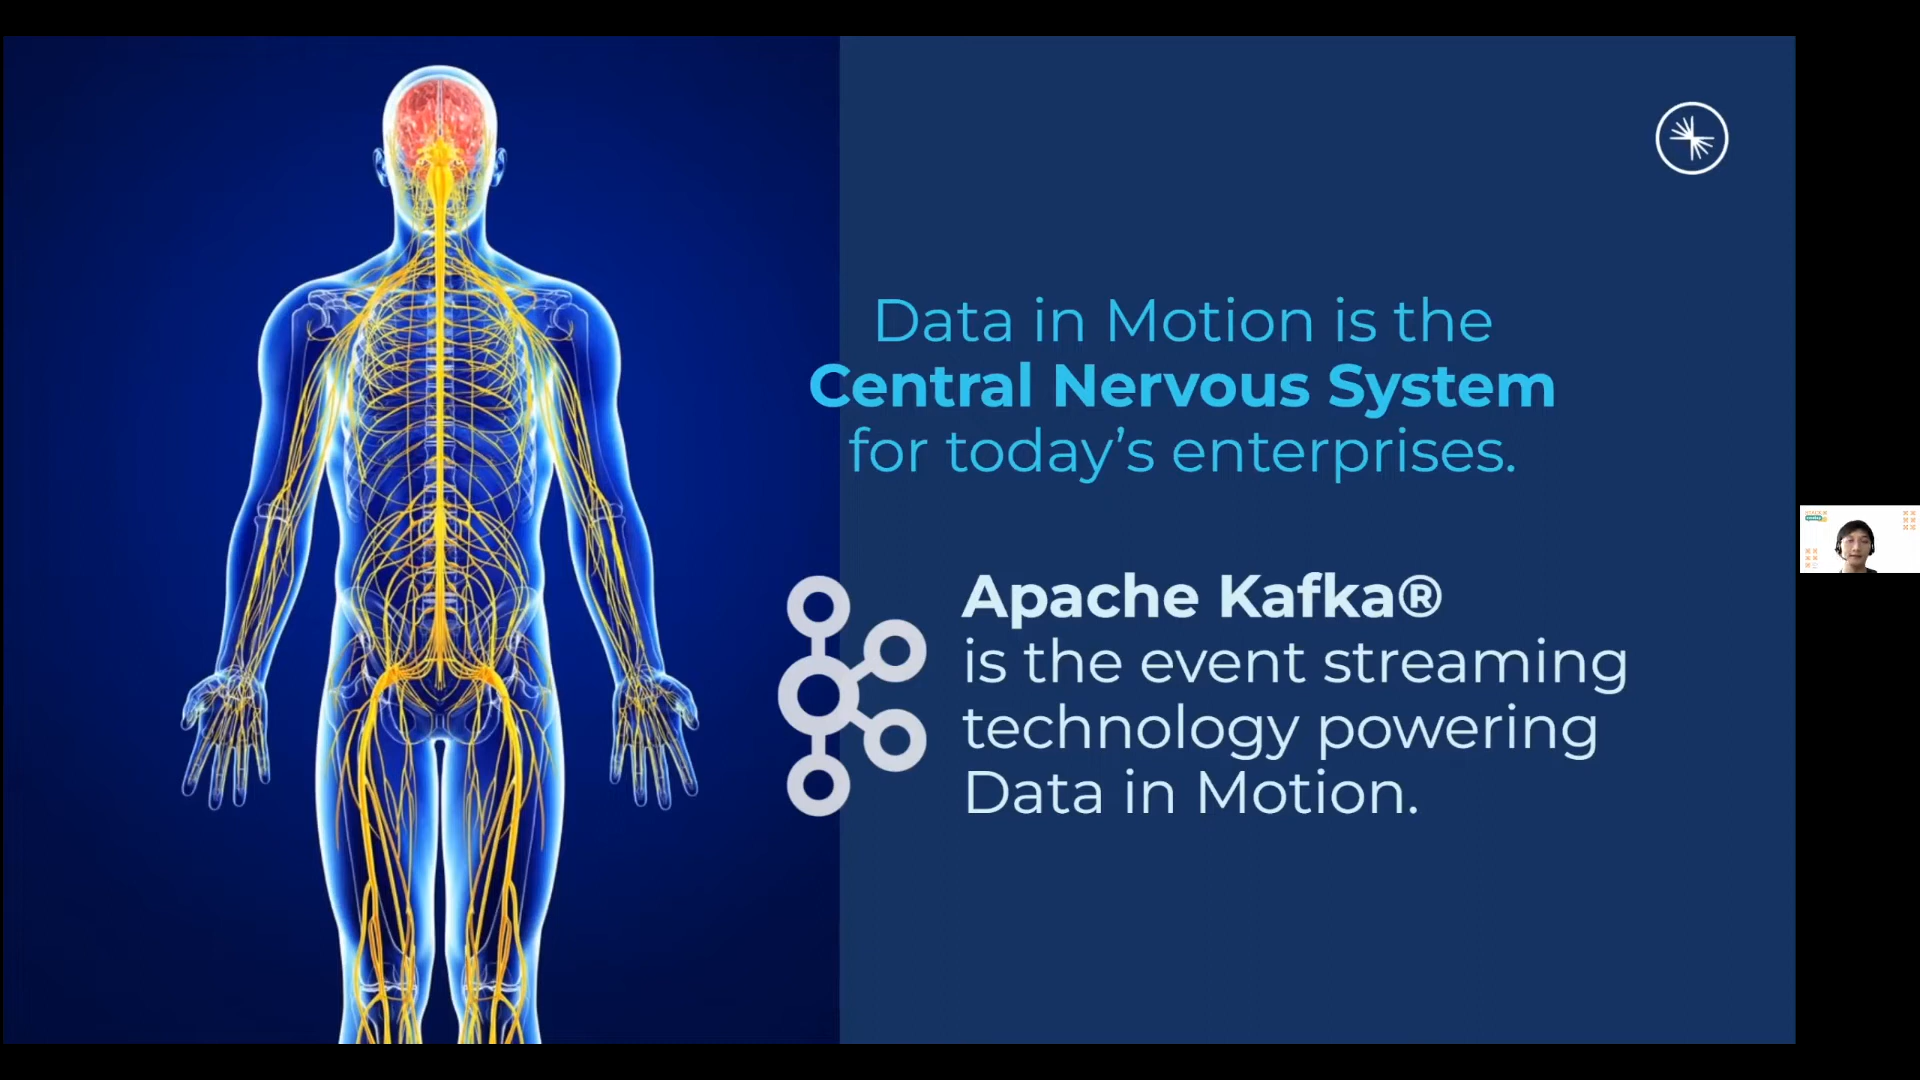 Data in Motion is the
Central Nervous System
for today’s enterprises.
Apache Kafka®
is the event streaming
technology powering
Data in Motion.